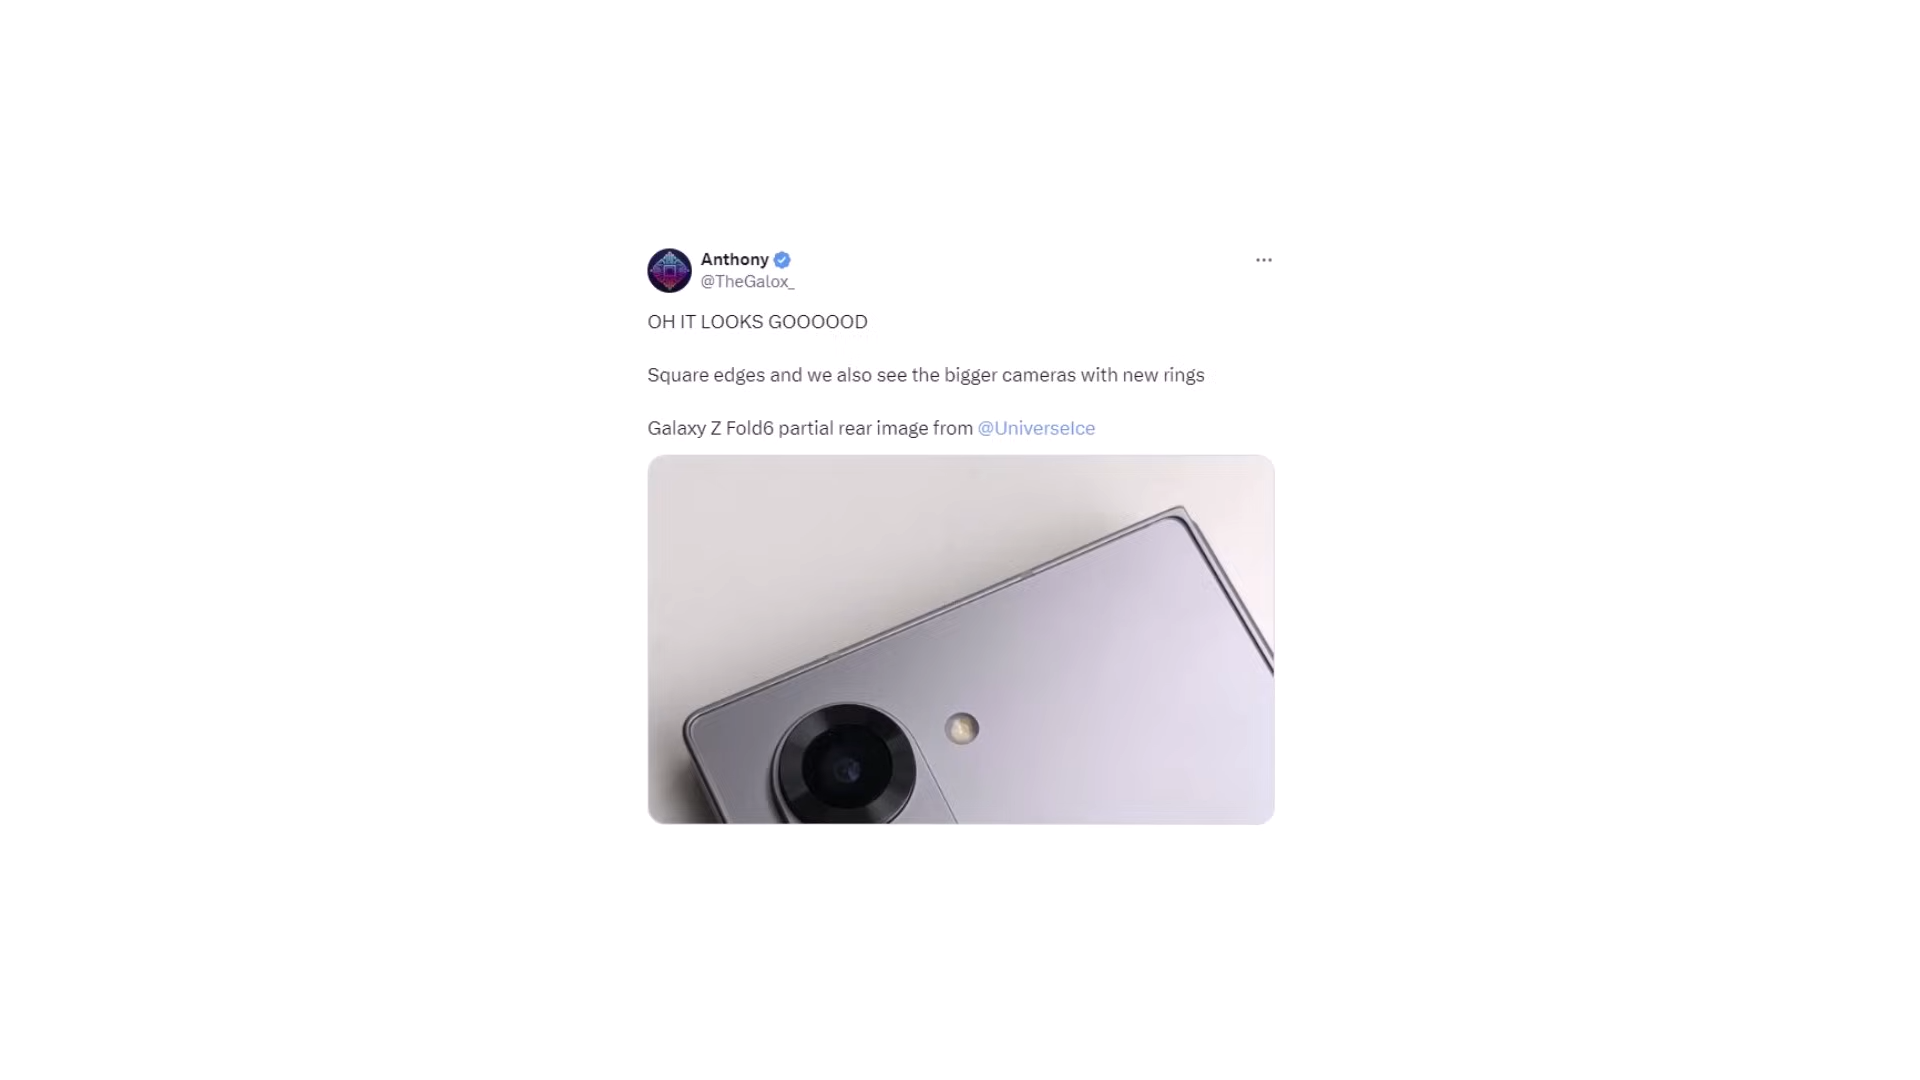 Anthony
@TheGalox_
OH IT LOOKS GOOOOOD
Square edges and we also see the bigger cameras with new rings
Galaxy Z Fold6 partial rear image from @UniverseIce